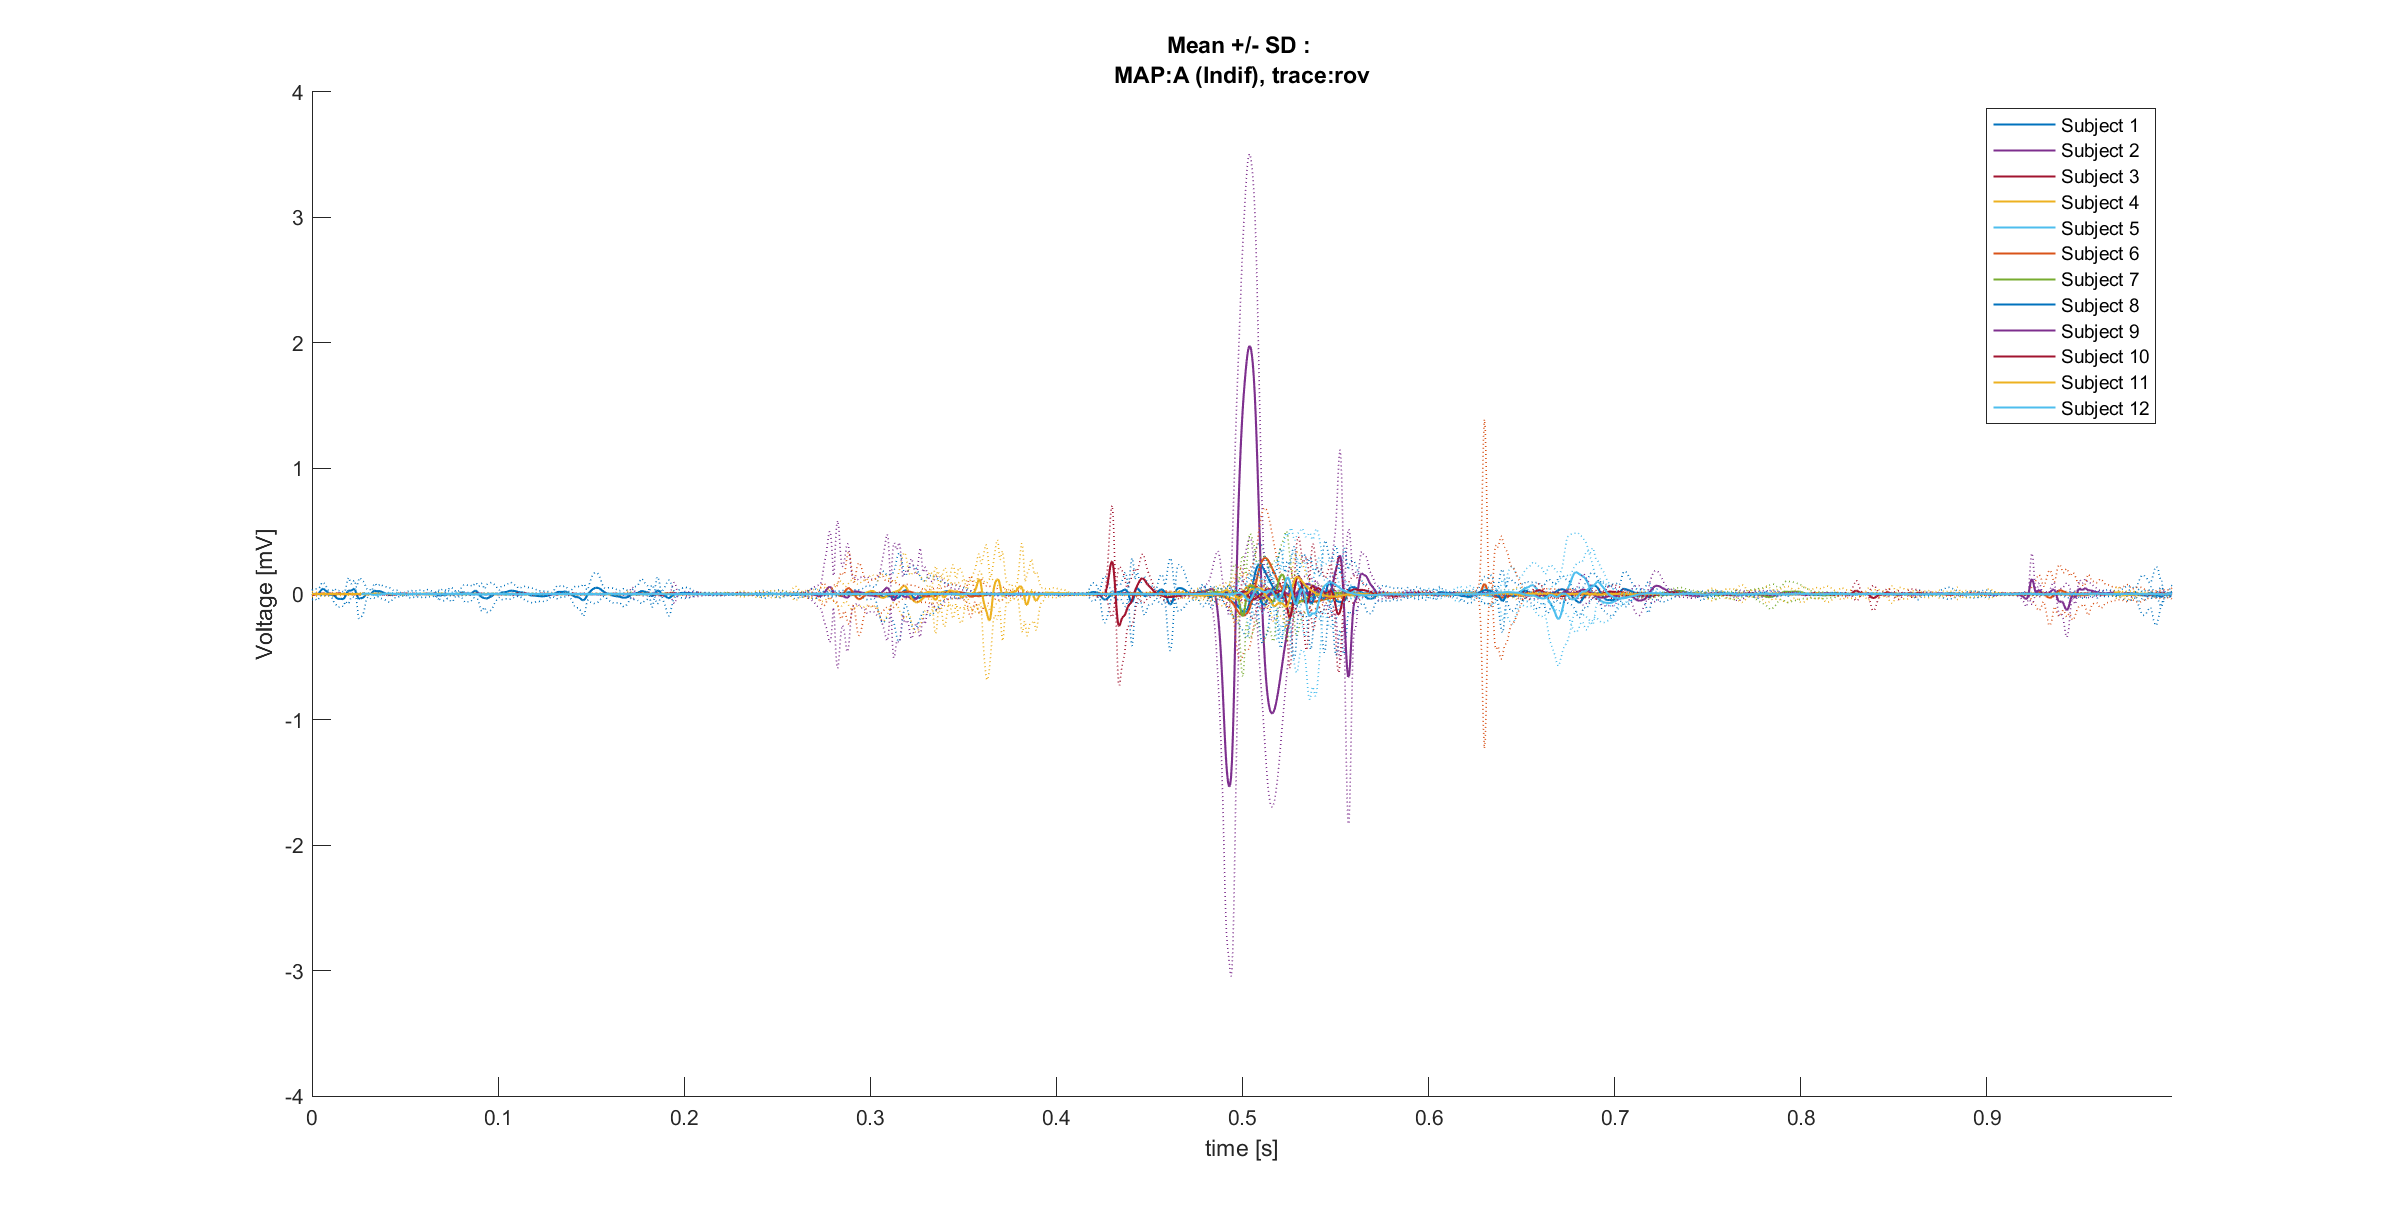 Mean +/- SD :
MAP:A (Indif), trace:rov
4
3
2
1
0
-1
-2
-3
-4
Voltage [mV]
0 0.1 0.2 0.3 0.4 0.5 0.6 0.7 0.8 0.9
time [s]
Subject 1
Subject 2
Subject 3
Subject 4
Subject 5
Subject 6
Subject 7
Subject 8
Subject 9
Subject 10
Subject 11
Subject 12